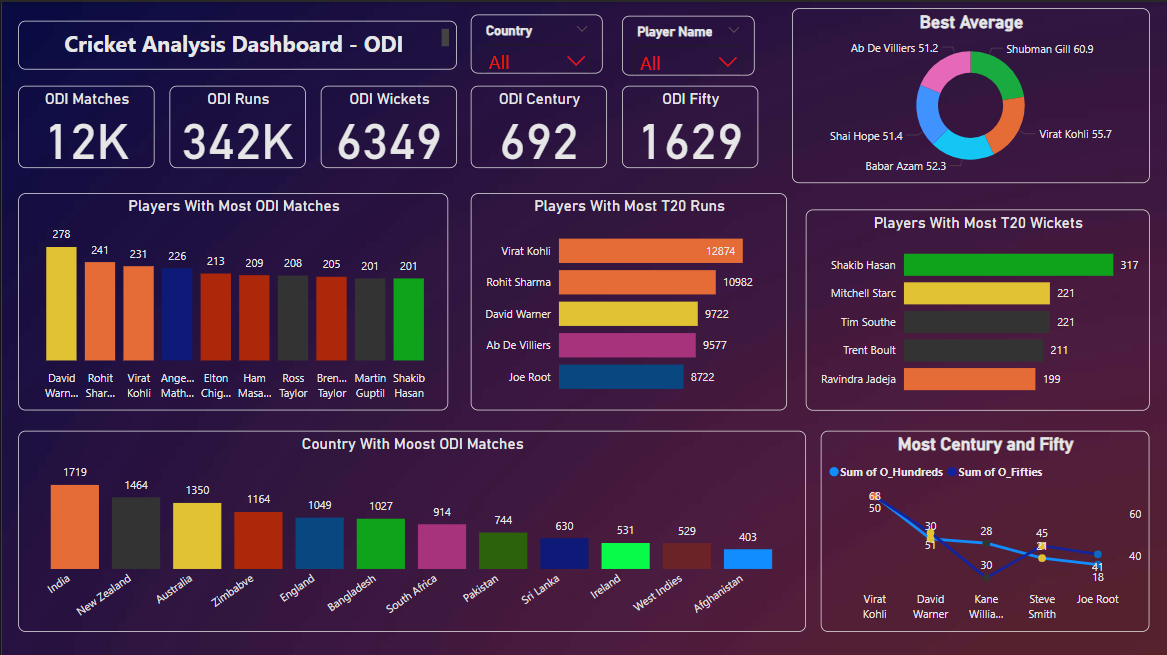 Cricket Analysis Dashboard - ODI
Country
All
Player Name
All
ODI Matches
12K
ODI Runs
342K
ODI Wickets
6349
ODI Century
692
ODI Fifty
1629
Best Average
Ab De Villiers 51.2
Shubman Gill 60.9
Shai Hope 51.4
Virat Kohli 55.7
Babar Azam 52.3
Players With Most ODI Matches
278
241
231
226
213
209
208
205
201
201
David Warn...
Rohit Shar...
Virat Kohli
Ange... Math...
Elton Chig...
Ham Masa...
Ross Taylor
Bren... Taylor
Martin Guptil
Shakib Hasan
Players With Most T20 Runs
Virat Kohli 12874
Rohit Sharma 10982
David Warner 9722
Ab De Villiers 9577
Joe Root 8722
Players With Most T20 Wickets
Shakib Hasan 317
Mitchell Starc 221
Tim Southe 221
Trent Boult 211
Ravindra Jadeja 199
Country With Moost ODI Matches
1719
1464
1350
1164
1049
1027
914
744
630
531
529
403
India
New Zealand
Australia
Zimbabve
England
Bangladesh
South Africa
Pakistan
Sri Lanka
Ireland
West Indies
Afghanistan
Most Century and Fifty
Sum of O_Hundreds Sum of O_Fifties
68
50
30
51
28
30
45
41
18
60
40
Virat Kohli
David Warner
Kane Willia...
Steve Smith
Joe Root